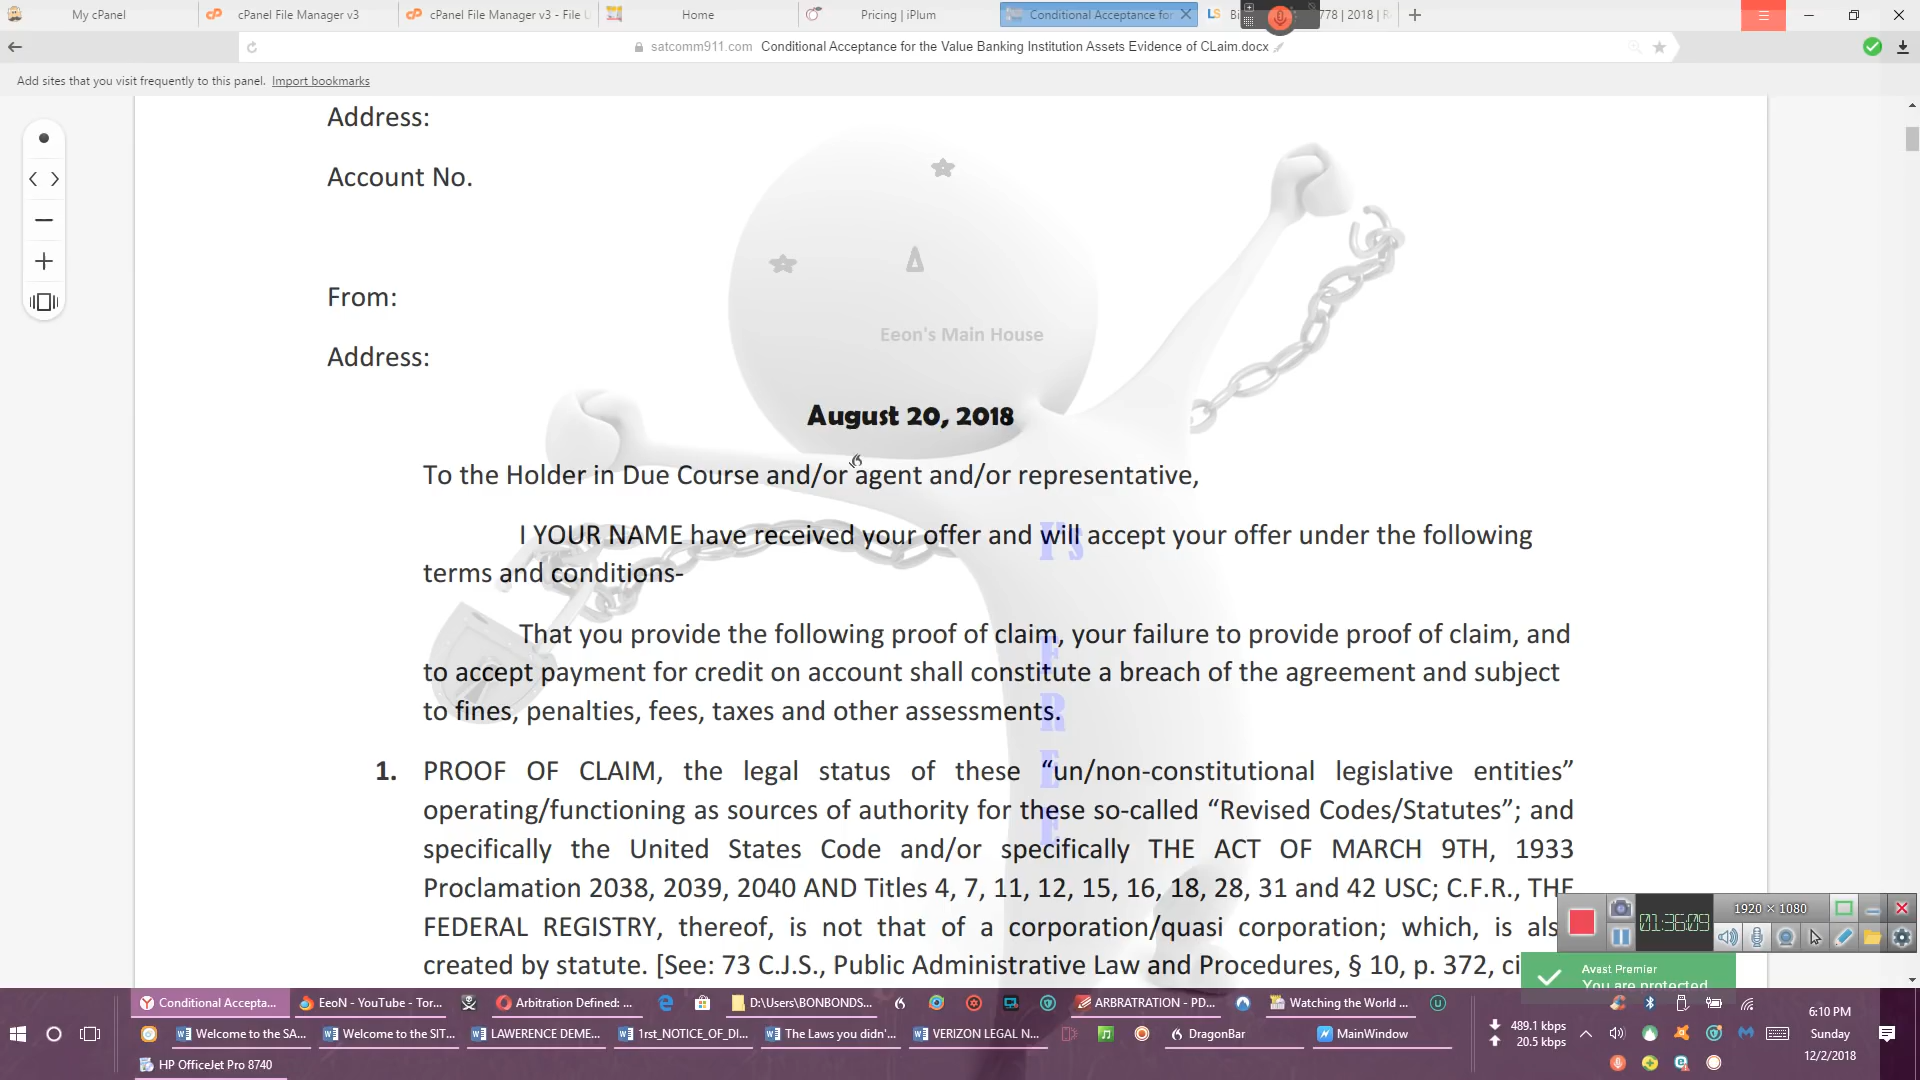 My cPanel
cPanel File Manager v3
cPanel File Manager v3 - File U
Home
Pricing | iPlum
Conditional Acceptance for
778 | 2018 |
satcomm911.com Conditional Acceptance for the Value Banking Institution Assets Evidence of CLaim.docx
Add sites that you visit frequently to this panel. Import bookmarks
Address:
Account No.
From:
Address:
Eeon's Main House
August 20, 2018
To the Holder in Due Course and/or agent and/or representative,
I YOUR NAME have received your offer and will accept your offer under the following
terms and conditions-
I's
FREE
That you provide the following proof of claim, your failure to provide proof of claim, and
to accept payment for credit on account shall constitute a breach of the agreement and subject
to fines, penalties, fees, taxes and other assessments.
1. PROOF OF CLAIM, the legal status of these “un/non-constitutional legislative entities”
operating/functioning as sources of authority for these so-called “Revised Codes/Statutes”; and
specifically the United States Code and/or specifically THE ACT OF MARCH 9TH, 1933
Proclamation 2038, 2039, 2040 AND Titles 4, 7, 11, 12, 15, 16, 18, 28, 31 and 42 USC; C.F.R., THE
FEDERAL REGISTRY, thereof, is not that of a corporation/quasi corporation; which, is als
created by statute. [See: 73 C.J.S., Public Administrative Law and Procedures, § 10, p. 372, ci
1920 × 1080
01:36:09
Avast Premier
You are protected
Conditional Accepta...
EeoN - YouTube - Tor...
Arbitration Defined: ...
D:\Users\BONBONDS...
ARBRATRATION - PD...
Watching the World ...
Welcome to the SA...
Welcome to the SIT...
LAWERENCE DEME...
1rst_NOTICE_OF_DI...
The Laws you didn'...
VERIZON LEGAL N...
DragonBar
MainWindow
HP OfficeJet Pro 8740
489.1 kbps
20.5 kbps
6:10 PM
Sunday
12/2/2018